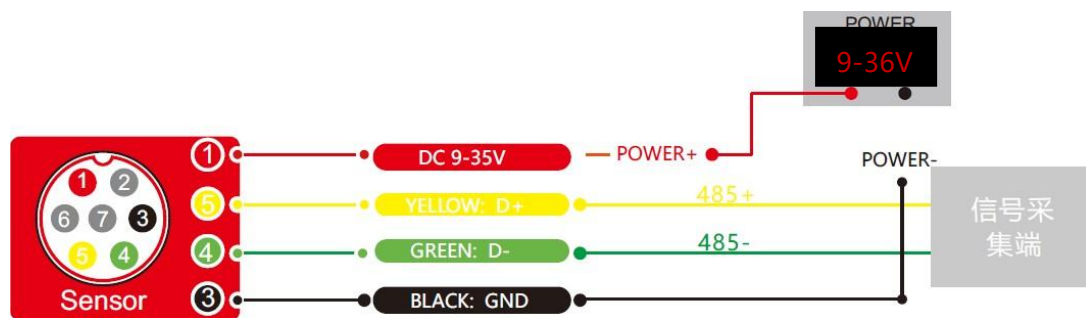 POWER
9-36V
1
DC 9-35V
POWER+
POWER-
1 2
5
YELLOW: D+
485+
6 7 3
信号采
集端
5 4
4
GREEN: D-
485-
Sensor
3
BLACK: GND